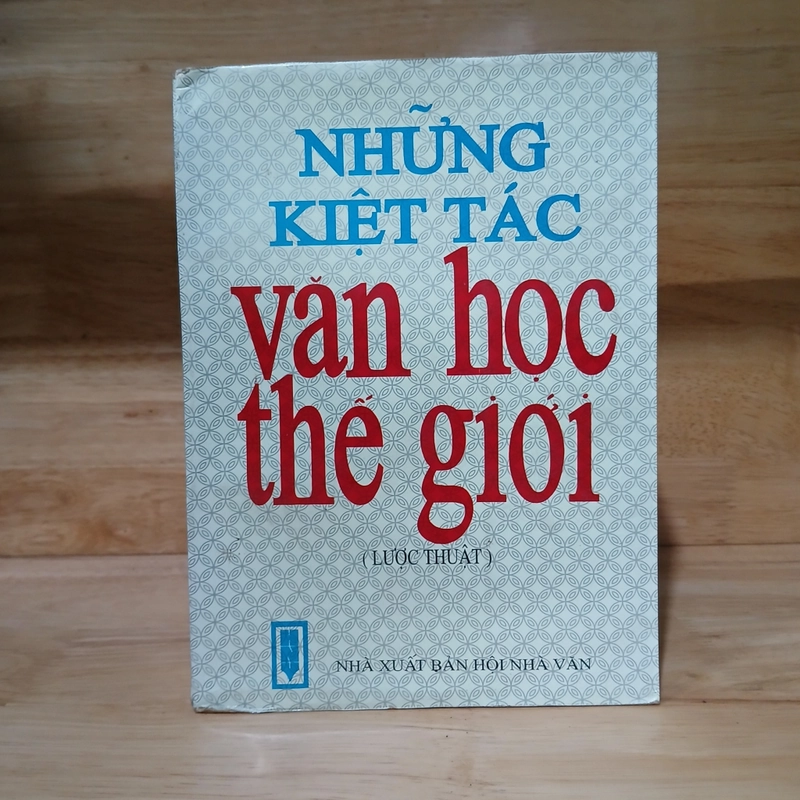 NHỮNG
KIỆT TÁC
văn học
thế giới
( LƯỢC THUẬT )
NHÀ XUẤT BẢN HỘI NHÀ VĂN